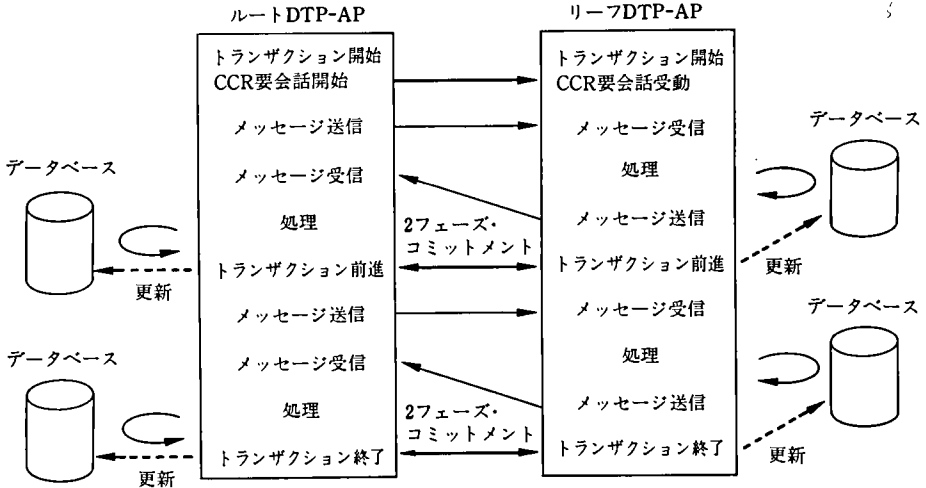 ルートDTP-AP
リーフDTP-AP
トランザクション開始
CCR要会話開始
メッセージ送信
メッセージ受信
処理
トランザクション前進
メッセージ送信
メッセージ受信
処理
トランザクション終了
トランザクション開始
CCR要会話受動
メッセージ受信
処理
メッセージ送信
トランザクション前進
メッセージ受信
処理
メッセージ送信
トランザクション終了
2フェーズ・
コミットメント
2フェーズ・
コミットメント
データベース
更新
データベース
更新
データベース
更新
データベース
更新